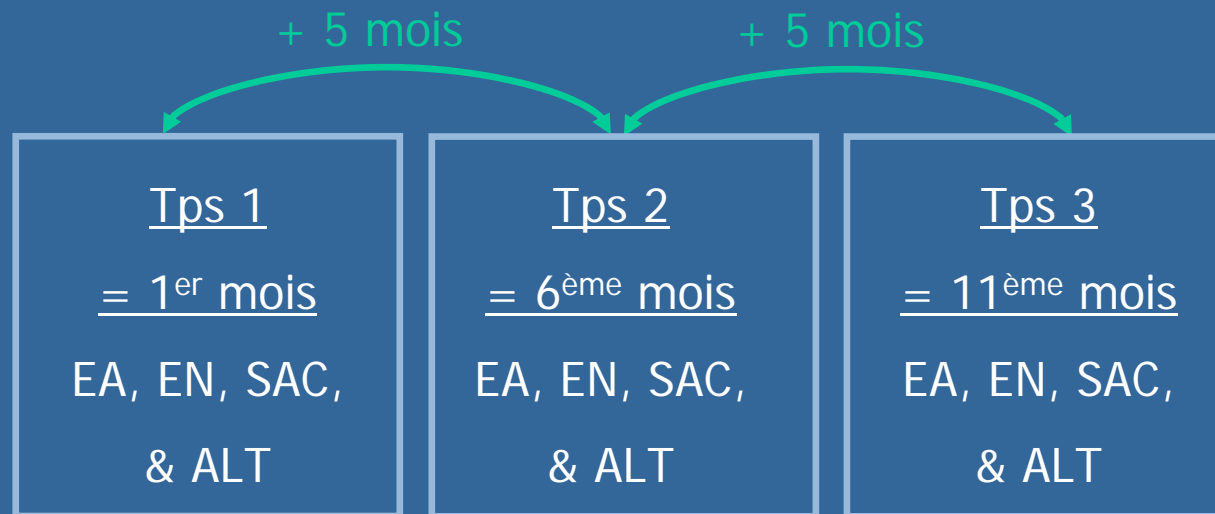 + 5 mois
+ 5 mois
Tps 1
= 1er mois
EA, EN, SAC,
& ALT
Tps 2
= 6ème mois
EA, EN, SAC,
& ALT
Tps 3
= 11ème mois
EA, EN, SAC,
& ALT